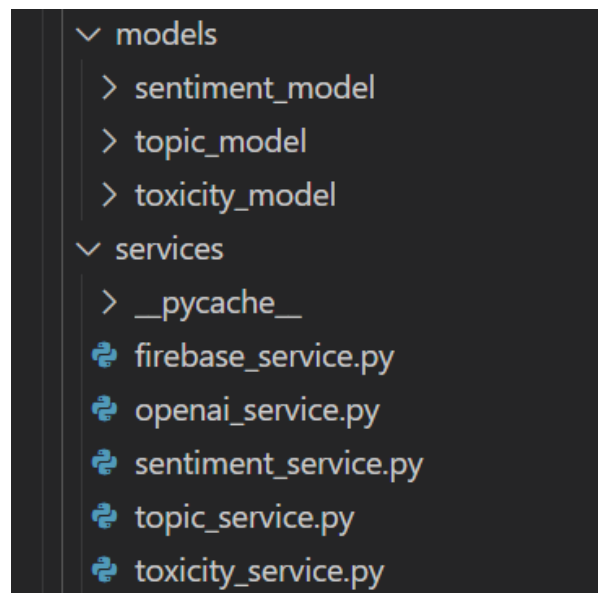 models
sentiment_model
topic_model
toxicity_model
services
__pycache__
firebase_service.py
openai_service.py
sentiment_service.py
topic_service.py
toxicity_service.py